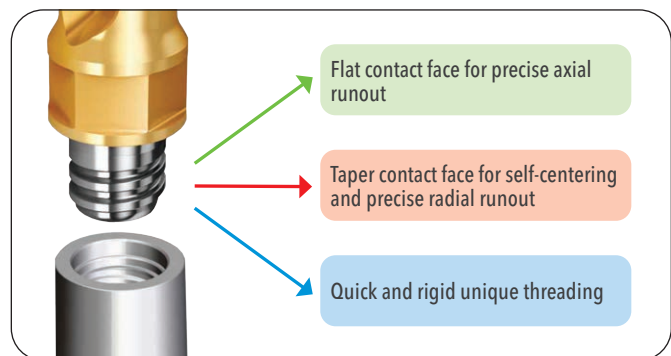 Flat contact face for precise axial
runout
Taper contact face for self-centering
and precise radial runout
Quick and rigid unique threading